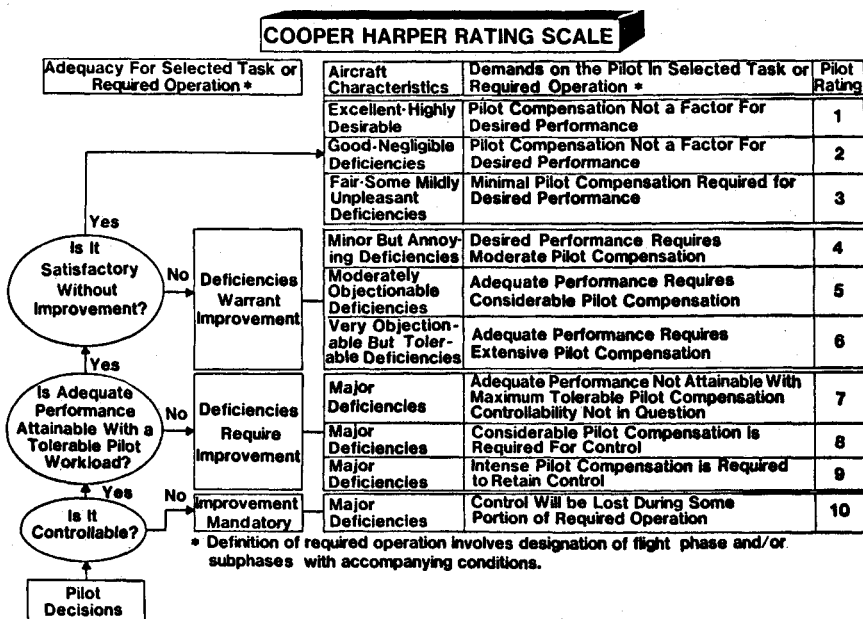 COOPER HARPER RATING SCALE
Adequacy For Selected Task or
Required Operation *
Aircraft
Characteristics
Demands on the Pilot In Selected Task or
Required Operation *
Pilot
Rating
Excellent-Highly
Desirable
Pilot Compensation Not a Factor For
Desired Performance
1
Good-Negligible
Deficiencies
Pilot Compensation Not a Factor For
Desired Performance
2
Fair-Some Mildly
Unpleasant
Deficiencies
Minimal Pilot Compensation Required for
Desired Performance
3
Yes
Is It
Satisfactory
Without
Improvement?
No
Deficiencies
Warrant
Improvement
Minor But Annoy-
ing Deficiencies
Desired Performance Requires
Moderate Pilot Compensation
4
Moderately
Objectionable
Deficiencies
Adequate Performance Requires
Considerable Pilot Compensation
5
Very Objection-
able But Toler-
able Deficiencies
Adequate Performance Requires
Extensive Pilot Compensation
6
Yes
Is Adequate
Performance
Attainable With a
Tolerable Pilot
Workload?
No
Deficiencies
Require
Improvement
Major
Deficiencies
Adequate Performance Not Attainable With
Maximum Tolerable Pilot Compensation
Controllability Not in Question
7
Major
Deficiencies
Considerable Pilot Compensation Is
Required For Control
8
Major
Deficiencies
Intense Pilot Compensation is Required
to Retain Control
9
Yes
Is It
Controllable?
No
Improvement
Mandatory
Major
Deficiencies
Control Will be Lost During Some
Portion of Required Operation
10
* Definition of required operation involves designation of flight phase and/or
subphases with accompanying conditions.
Pilot
Decisions